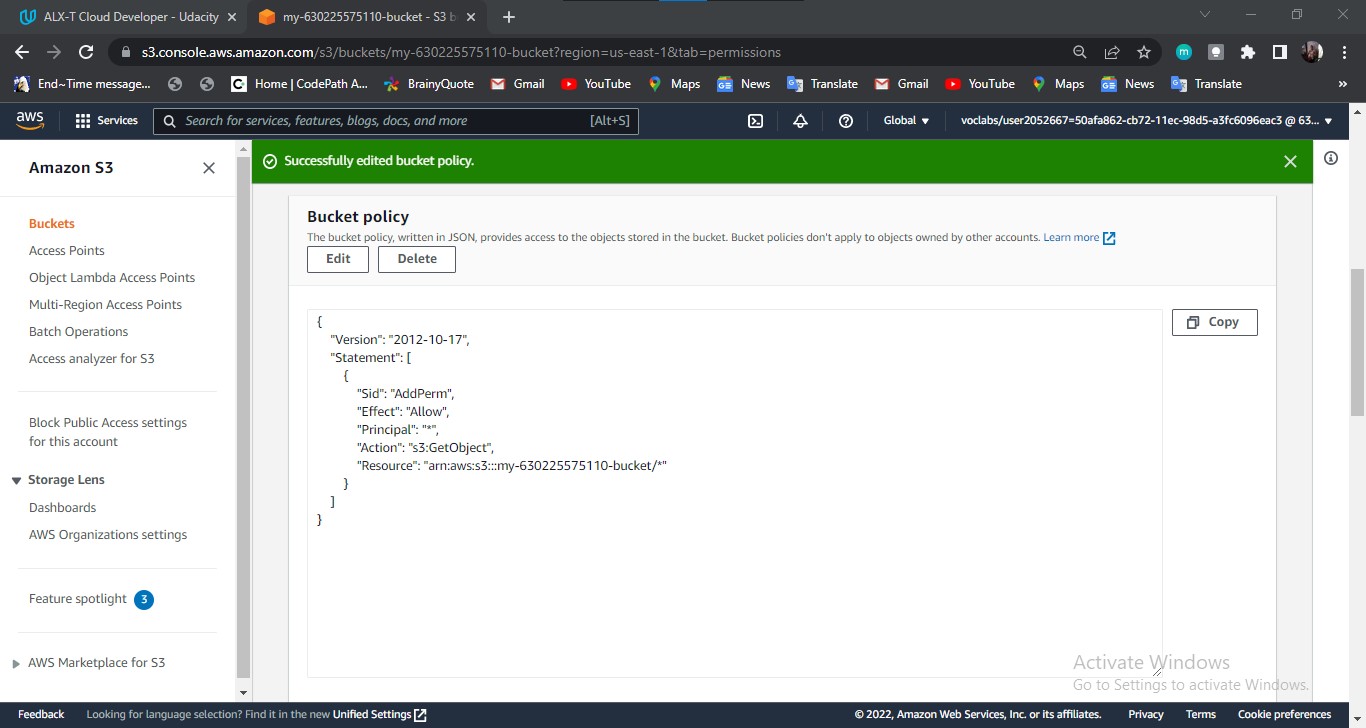 ALX-T Cloud Developer - Udacity
my-630225575110-bucket - S3 b
s3.console.aws.amazon.com/s3/buckets/my-630225575110-bucket?region=us-east-1&tab=permissions
m
End~Time message...
Home | CodePath A...
BrainyQuote
Gmail
YouTube
Maps
News
Translate
Gmail
YouTube
Maps
News
Translate
»
aws
Services
Search for services, features, blogs, docs, and more
[Alt+S]
Global
voclabs/user2052667=50afa862-cb72-11ec-98d5-a3fc6096eac3 @ 63...
Amazon S3
Buckets
Access Points
Object Lambda Access Points
Multi-Region Access Points
Batch Operations
Access analyzer for S3
Block Public Access settings
for this account
Storage Lens
Dashboards
AWS Organizations settings
Feature spotlight 3
AWS Marketplace for S3
Successfully edited bucket policy.
Bucket policy
The bucket policy, written in JSON, provides access to the objects stored in the bucket. Bucket policies don't apply to objects owned by other accounts. Learn more
Edit
Delete
Copy
{
"Version": "2012-10-17",
"Statement": [
{
"Sid": "AddPerm",
"Effect": "Allow",
"Principal": "*",
"Action": "s3:GetObject",
"Resource": "arn:aws:s3:::my-630225575110-bucket/*"
}
]
}
Activate Windows
Go to Settings to activate Windows.
Feedback
Looking for language selection? Find it in the new Unified Settings
© 2022, Amazon Web Services, Inc. or its affiliates.
Privacy
Terms
Cookie preferences